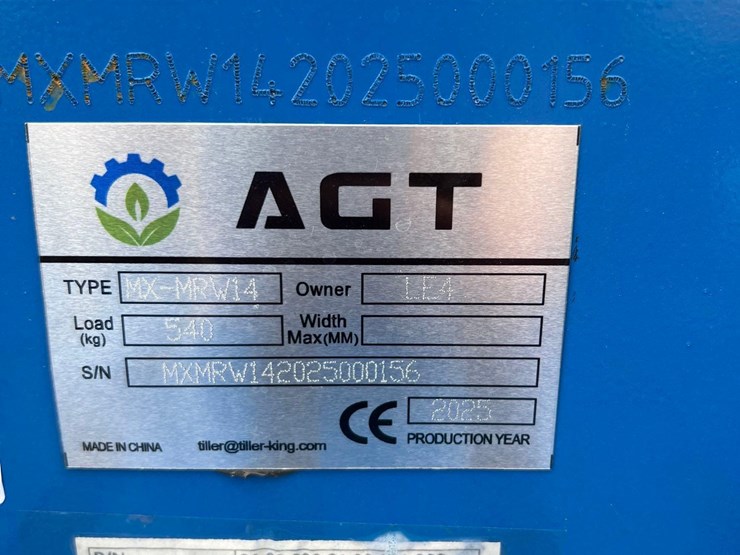 MXMRW142025000156
AGT
TYPE MX-MRW14 Owner LE4
Load (kg) 540 Width Max(MM)
S/N MXMRW142025000156
CE 2025
MADE IN CHINA tiller@tiller-king.com PRODUCTION YEAR